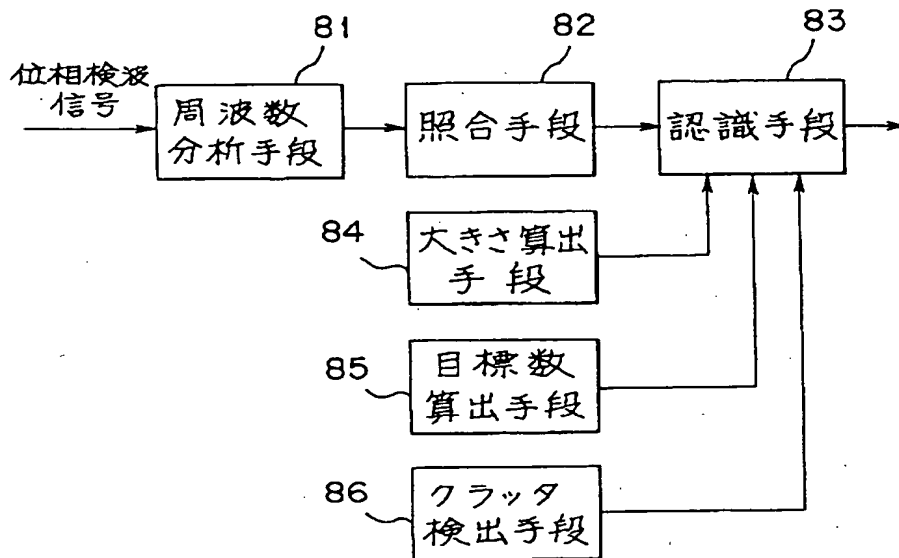 81
82
83
位相検波
信号
周波数
分析手段
照合手段
認識手段
84
大きさ算出
手段
85
目標数
算出手段
86
クラッタ
検出手段